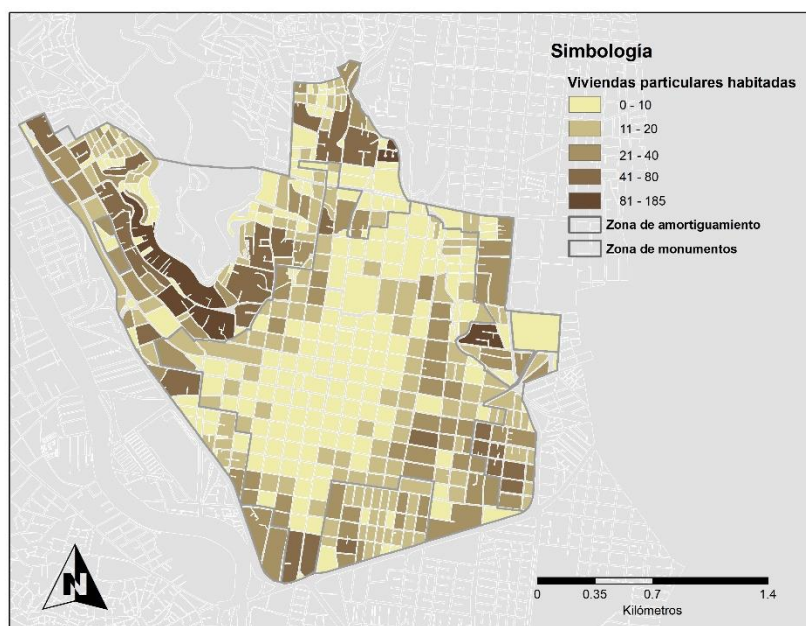 Simbología
Viviendas particulares habitadas
0 - 10
11 - 20
21 - 40
41 - 80
81 - 185
Zona de amortiguamiento
Zona de monumentos
N
0 0.35 0.7 1.4
Kilómetros